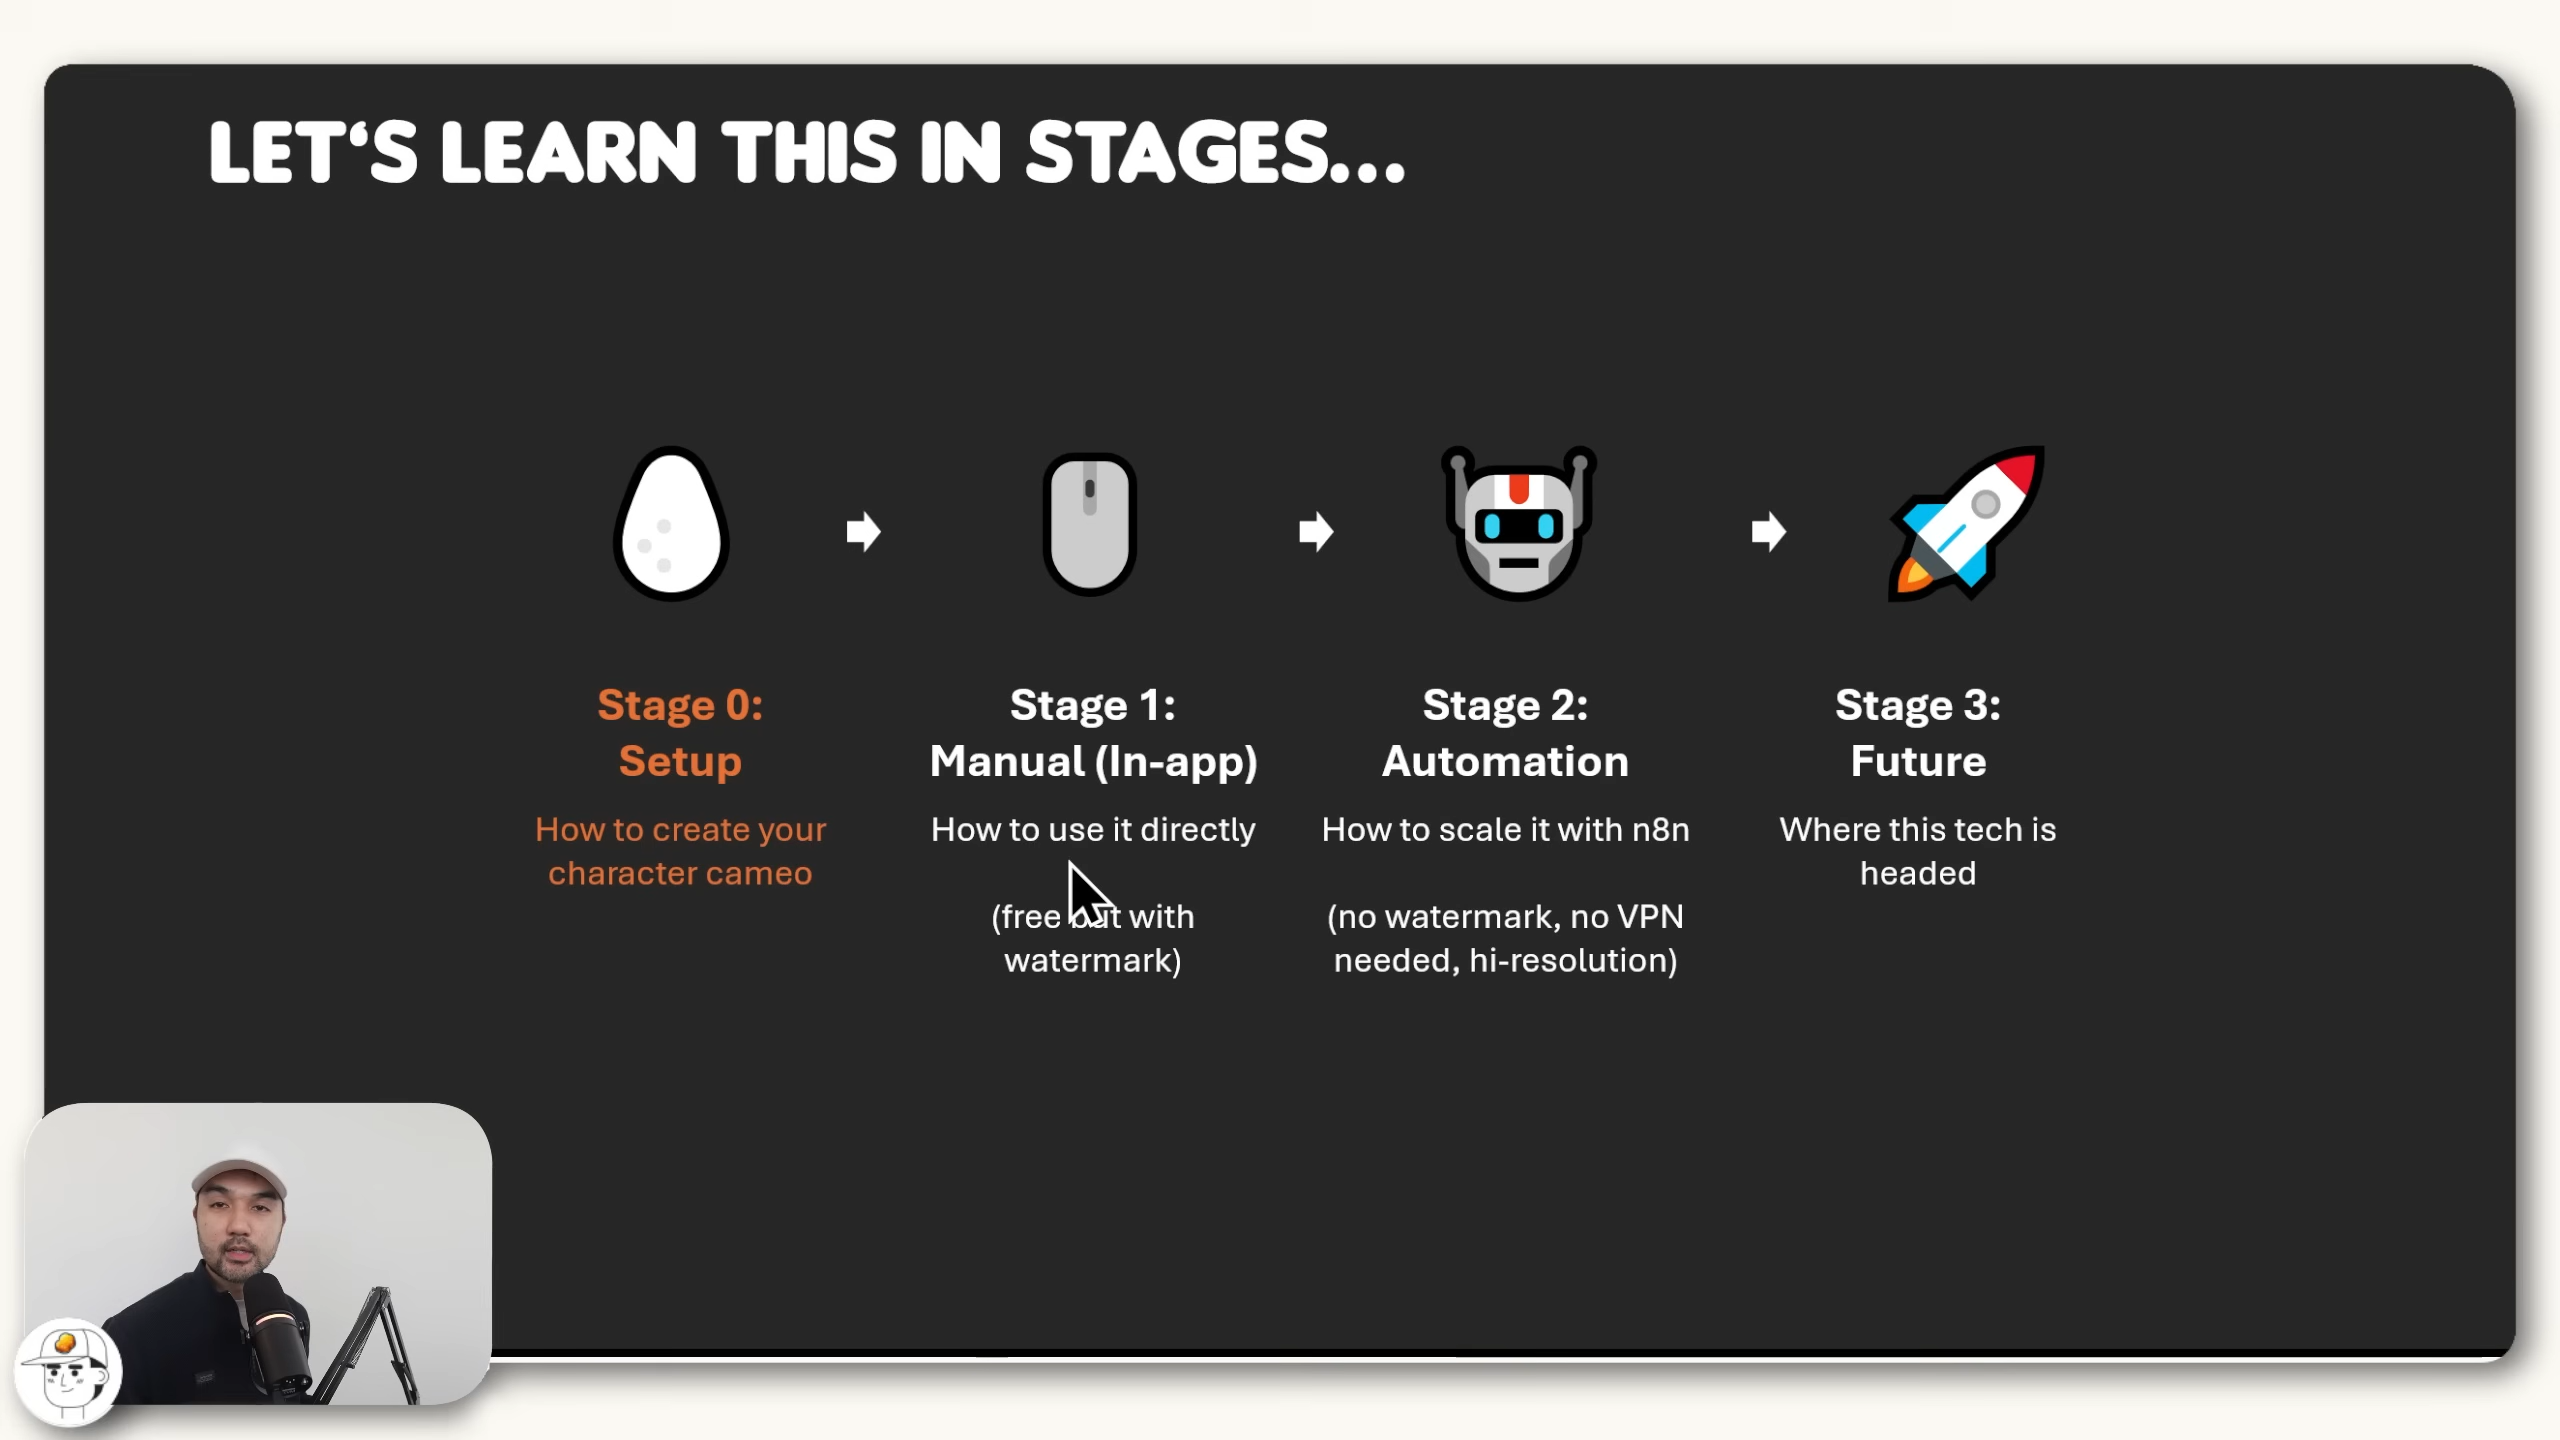 LET‘S LEARN THIS IN STAGES...
Stage 0:
Setup
How to create your
character cameo
Stage 1:
Manual (In-app)
How to use it directly
(free but with
watermark)
Stage 2:
Automation
How to scale it with n8n
(no watermark, no VPN
needed, hi-resolution)
Stage 3:
Future
Where this tech is
headed